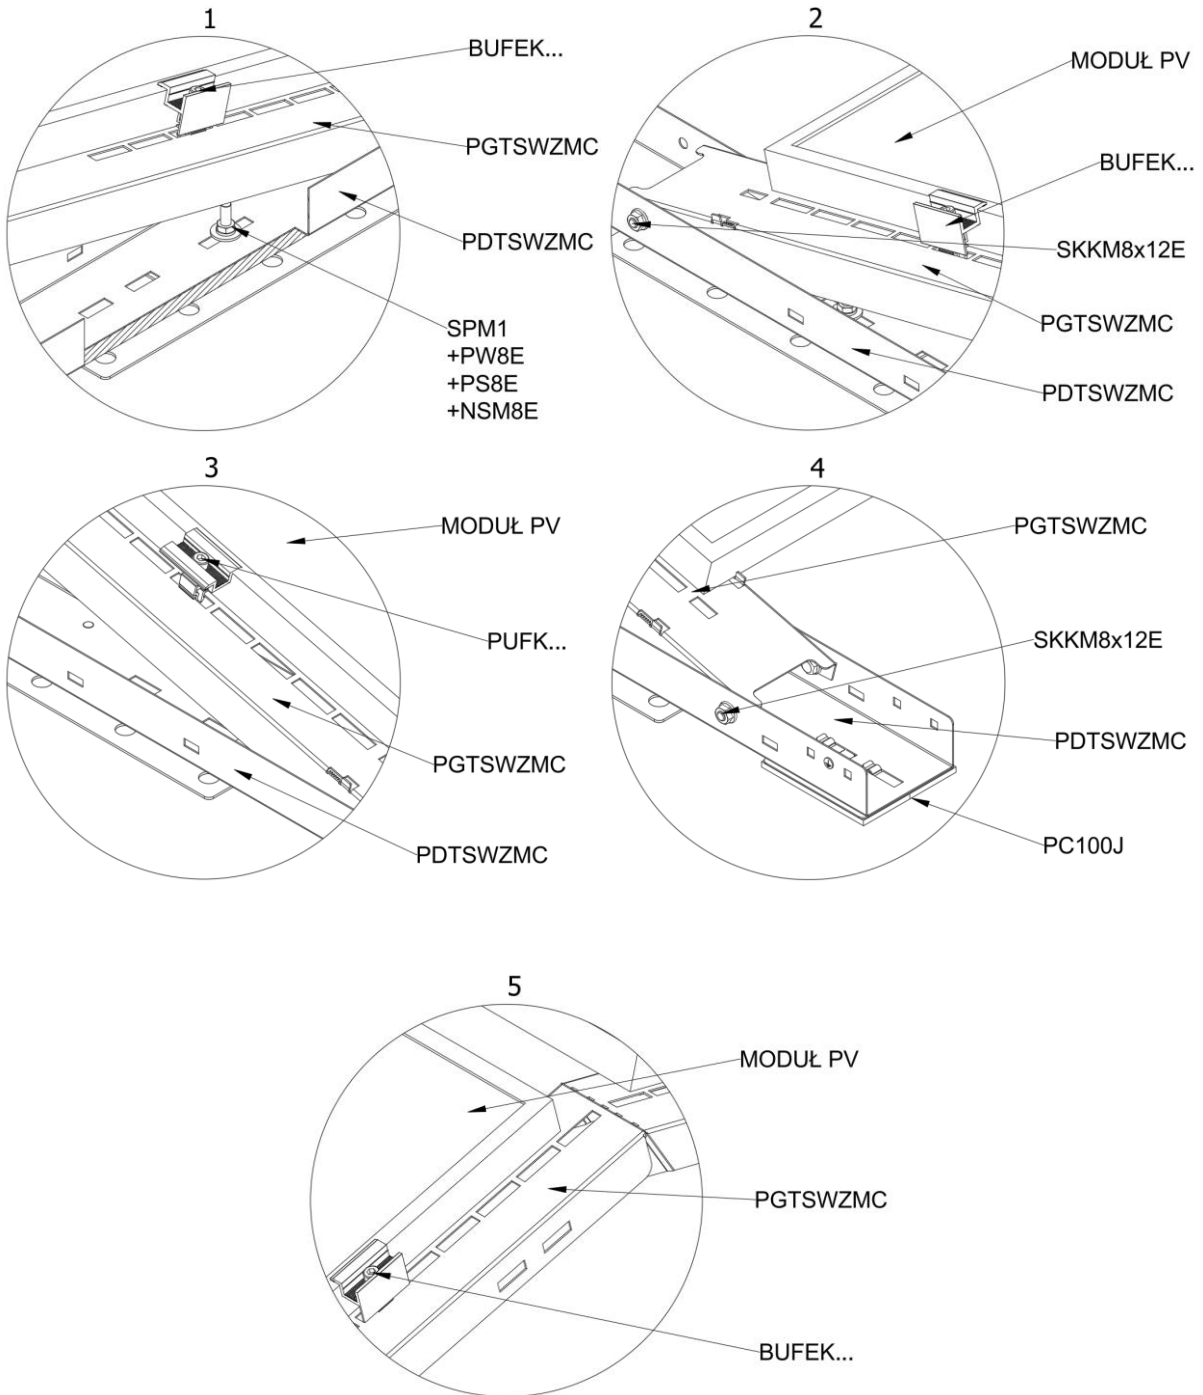 1
BUFEK...
PGTSWZMC
PDTSWZMC
SPM1
+PW8E
+PS8E
+NSM8E
2
MODUŁ PV
BUFEK...
SKKM8x12E
PGTSWZMC
PDTSWZMC
3
MODUŁ PV
PUFK...
PGTSWZMC
PDTSWZMC
4
PGTSWZMC
SKKM8x12E
PDTSWZMC
PC100J
5
MODUŁ PV
PGTSWZMC
BUFEK...